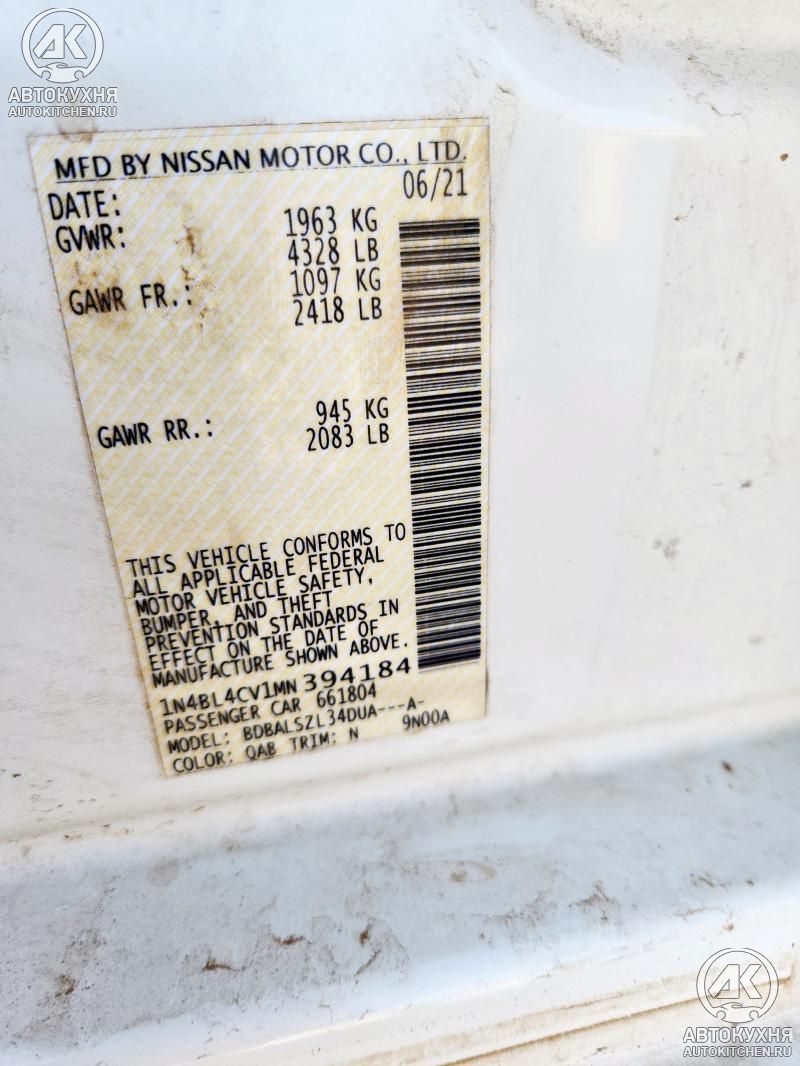 AK
АВТОКУХНЯ
AUTOKITCHEN.RU
MFD BY NISSAN MOTOR CO., LTD.
DATE: 06/21
GVWR: 1963 KG
4328 LB
GAWR FR.: 1097 KG
2418 LB
GAWR RR.: 945 KG
2083 LB
THIS VEHICLE CONFORMS TO
ALL APPLICABLE FEDERAL
MOTOR VEHICLE SAFETY,
BUMPER, AND THEFT
PREVENTION STANDARDS IN
EFFECT ON THE DATE OF
MANUFACTURE SHOWN ABOVE.
1N4BL4CV1MN394184
PASSENGER CAR 661804
MODEL: BDBALSZL34DUA---A-
COLOR: QAB TRIM: N 9N00A
AK
АВТОКУХНЯ
AUTOKITCHEN.RU